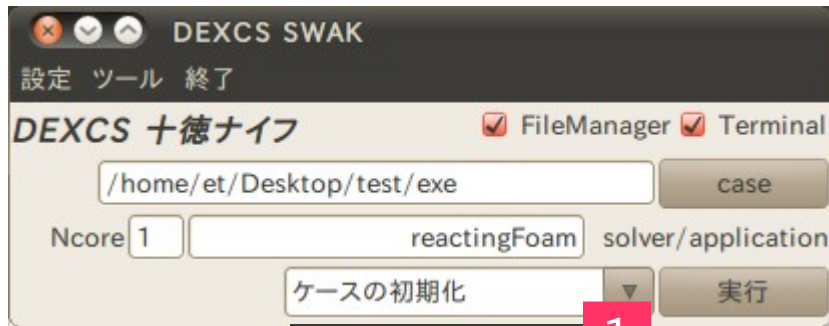 DEXCS SWAK
設定 ツール 終了
DEXCS 十徳ナイフ FileManager Terminal
/home/et/Desktop/test/exe case
Ncore 1 reactingFoam solver/application
ケースの初期化 実行
1